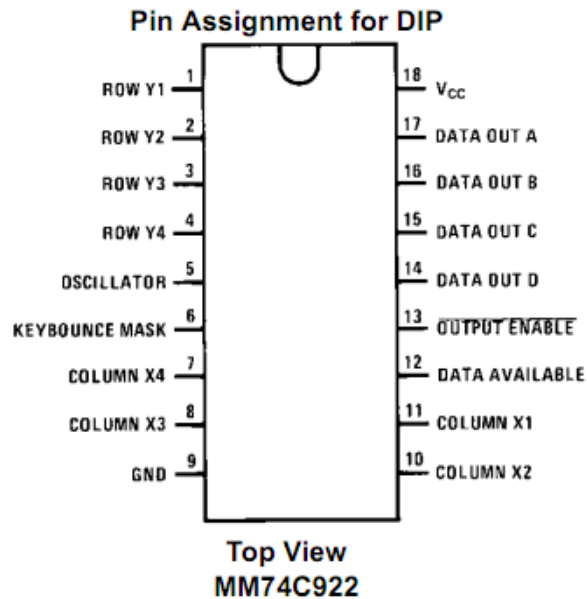 Pin Assignment for DIP
ROW Y1 1
ROW Y2 2
ROW Y3 3
ROW Y4 4
OSCILLATOR 5
KEYBOUNCE MASK 6
COLUMN X4 7
COLUMN X3 8
GND 9
18 VCC
17 DATA OUT A
16 DATA OUT B
15 DATA OUT C
14 DATA OUT D
13 OUTPUT ENABLE
12 DATA AVAILABLE
11 COLUMN X1
10 COLUMN X2
Top View
MM74C922